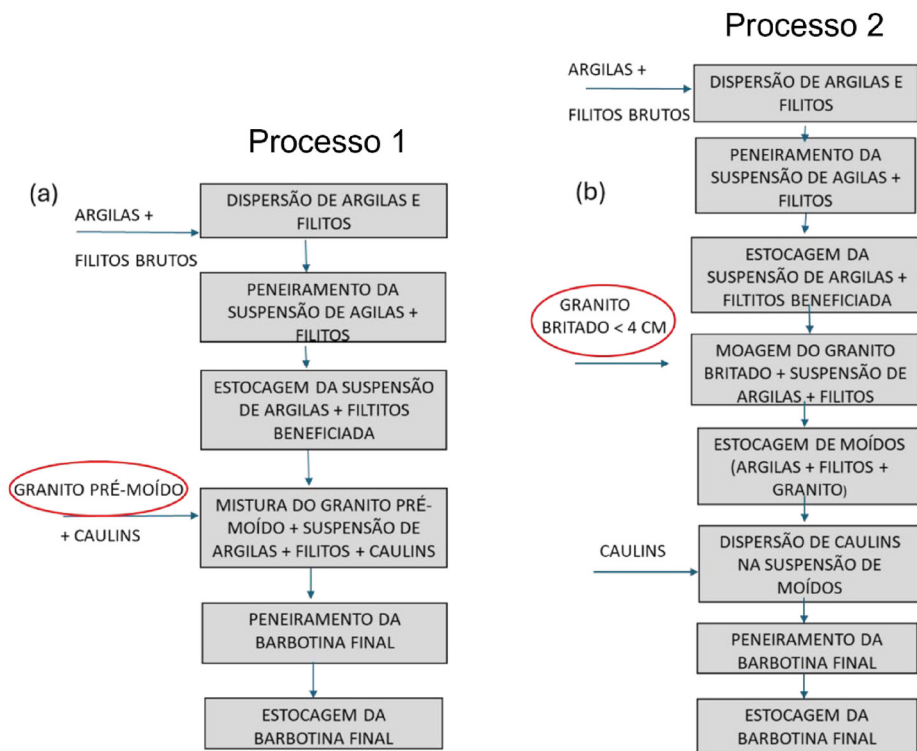 Processo 1
(a)
ARGILAS +
FILITOS BRUTOS
DISPERSÃO DE ARGILAS E
FILITOS
PENEIRAMENTO DA
SUSPENSÃO DE AGILAS +
FILITOS
ESTOCAGEM DA SUSPENSÃO
DE ARGILAS + FILTITOS
BENEFICIADA
GRANITO PRÉ-MOÍDO
+ CAULINS
MISTURA DO GRANITO PRÉ-
MOÍDO + SUSPENSÃO DE
ARGILAS + FILITOS + CAULINS
PENEIRAMENTO DA
BARBOTINA FINAL
ESTOCAGEM DA
BARBOTINA FINAL
Processo 2
(b)
ARGILAS +
FILITOS BRUTOS
DISPERSÃO DE ARGILAS E
FILITOS
PENEIRAMENTO DA
SUSPENSÃO DE AGILAS +
FILITOS
ESTOCAGEM DA
SUSPENSÃO DE ARGILAS +
FILTITOS BENEFICIADA
GRANITO
BRITADO < 4 CM
MOAGEM DO GRANITO
BRITADO + SUSPENSÃO DE
ARGILAS + FILITOS
ESTOCAGEM DE MOÍDOS
(ARGILAS + FILITOS +
GRANITO)
CAULINS
DISPERSÃO DE CAULINS
NA SUSPENSÃO DE
MOÍDOS
PENEIRAMENTO DA
BARBOTINA FINAL
ESTOCAGEM DA
BARBOTINA FINAL